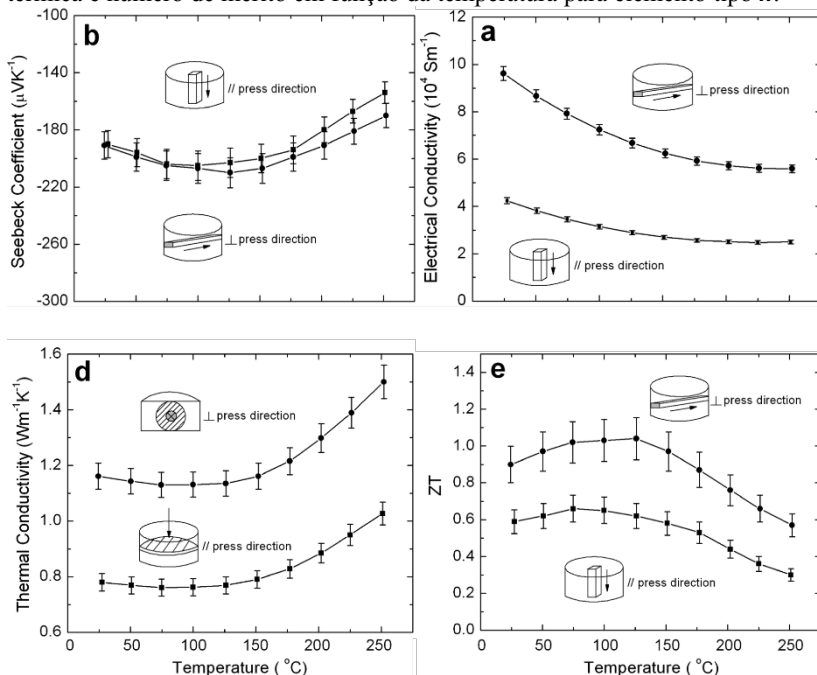 térmica e número de mérito em função da temperatura para elemento tipo n.
b
Seebeck Coefficient (μVK⁻¹)
-100
-140
-180
-220
-260
-300
// press direction
⊥ press direction
a
Electrical Conductivity (10⁴ Sm⁻¹)
12
10
8
6
4
2
0
⊥ press direction
// press direction
d
Thermal Conductivity (Wm⁻¹K⁻¹)
1.6
1.4
1.2
1.0
0.8
0.6
⊥ press direction
// press direction
0 50 100 150 200 250
Temperature ( °C)
e
ZT
1.4
1.2
1.0
0.8
0.6
0.4
0.2
0.0
⊥ press direction
// press direction
0 50 100 150 200 250
Temperature ( °C)